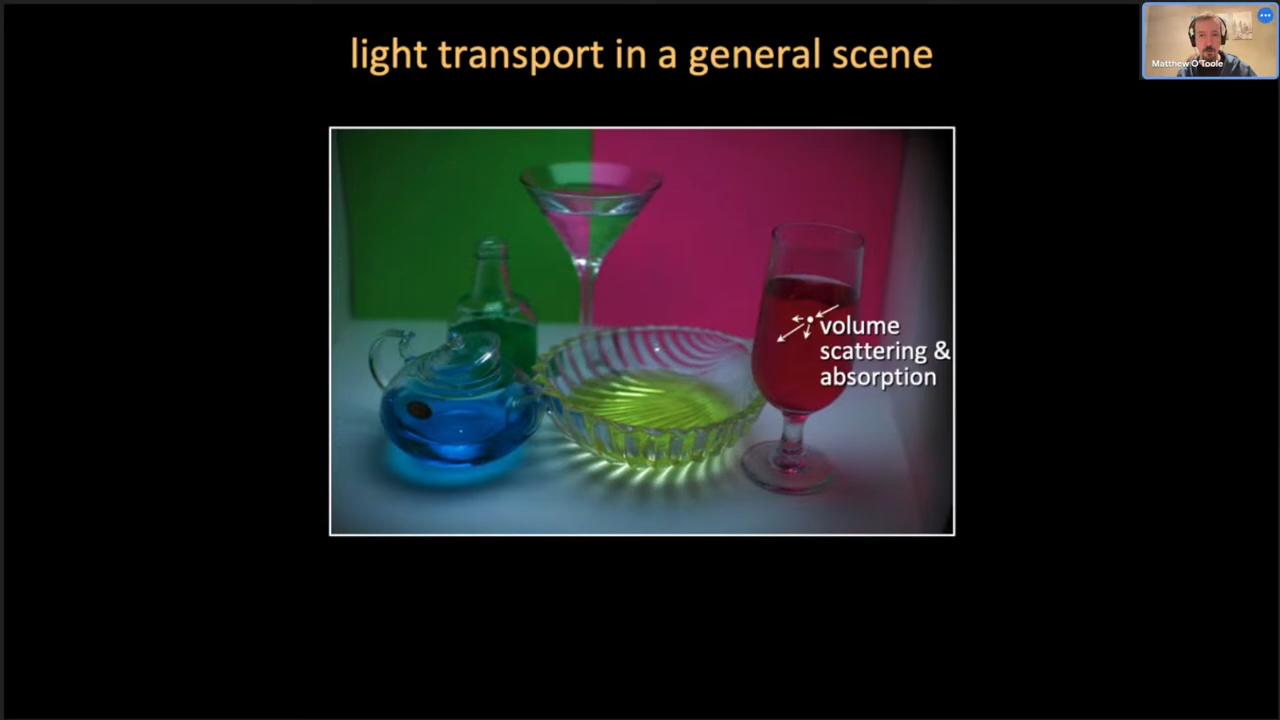 light transport in a general scene
Matthew O'Toole
volume
scattering &
absorption